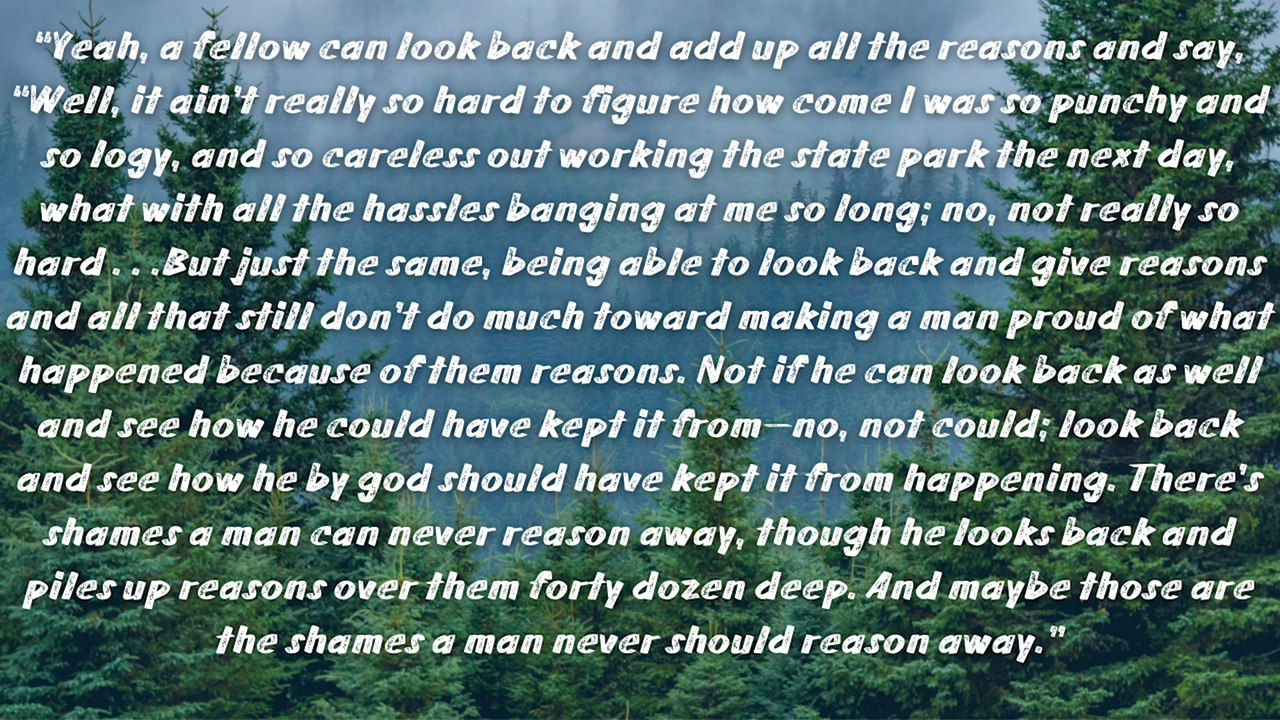 “Yeah, a fellow can look back and add up all the reasons and say,
“Well, it ain’t really so hard to figure how come I was so punchy and
so logy, and so careless out working the state park the next day,
what with all the hassles banging at me so long; no, not really so
hard . . .But just the same, being able to look back and give reasons
and all that still don’t do much toward making a man proud of what
happened because of them reasons. Not if he can look back as well
and see how he could have kept it from—no, not could; look back
and see how he by god should have kept it from happening. There’s
shames a man can never reason away, though he looks back and
piles up reasons over them forty dozen deep. And maybe those are
the shames a man never should reason away.”